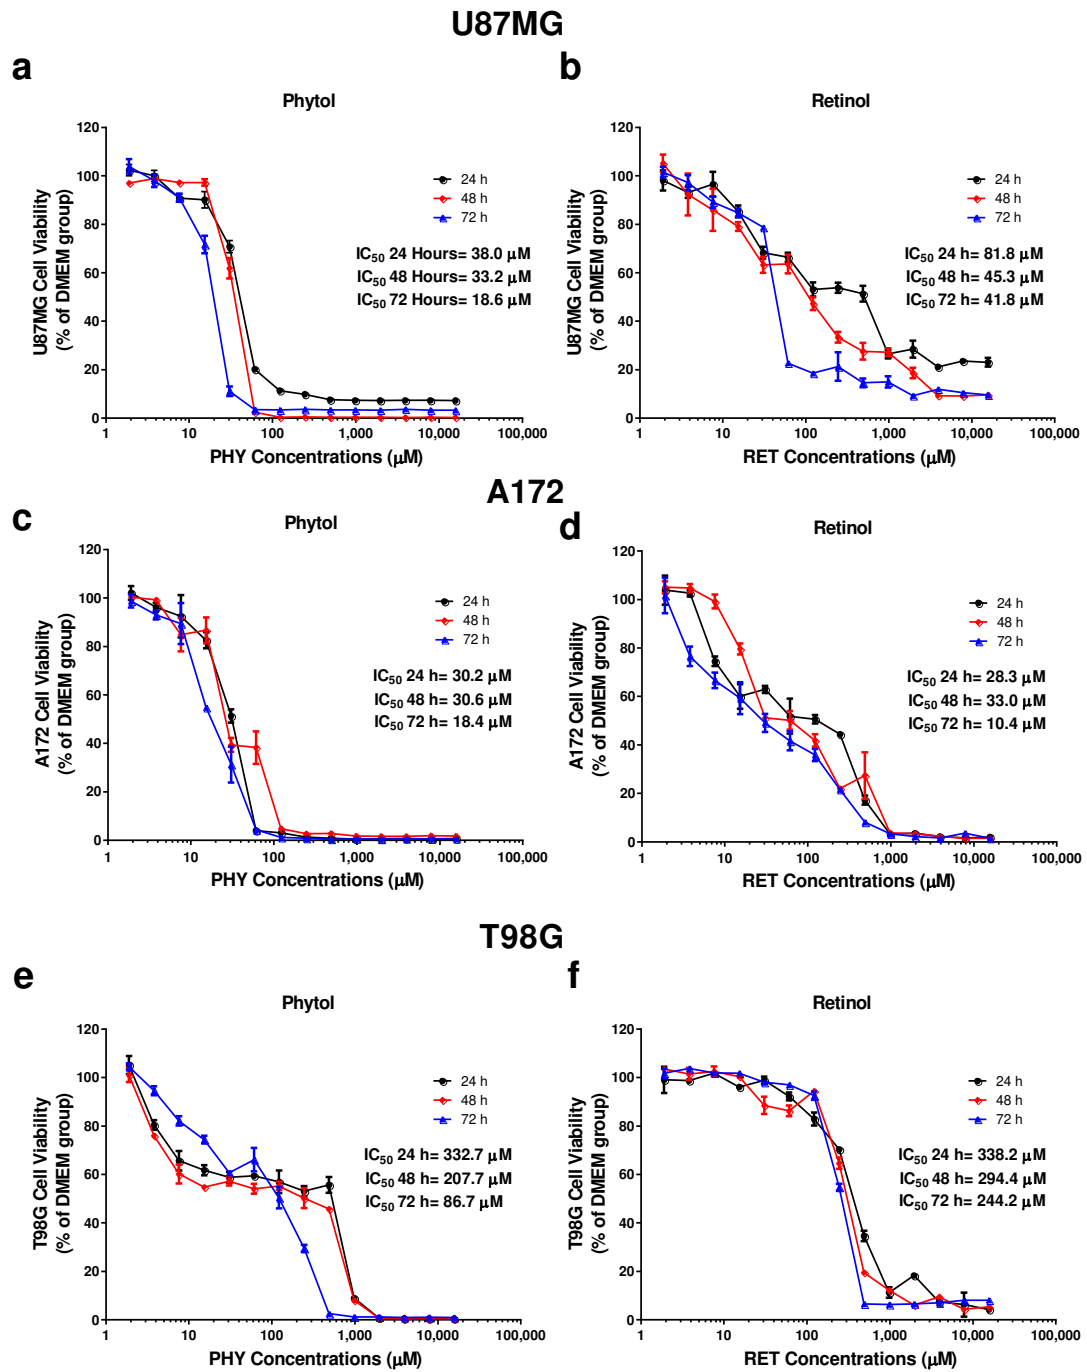 U87MG
a
Phytol
120
100
80
60
40
20
0
U87MG Cell Viability
(% of DMEM group)
24 h
48 h
72 h
IC50 24 Hours= 38.0 μM
IC50 48 Hours= 33.2 μM
IC50 72 Hours= 18.6 μM
1 10 100 1,000 10,000 100,000
PHY Concentrations (μM)
b
Retinol
120
100
80
60
40
20
0
U87MG Cell Viability
(% of DMEM group)
24 h
48 h
72 h
IC50 24 h= 81.8 μM
IC50 48 h= 45.3 μM
IC50 72 h= 41.8 μM
1 10 100 1,000 10,000 100,000
RET Concentrations (μM)
A172
c
Phytol
120
100
80
60
40
20
0
A172 Cell Viability
(% of DMEM group)
24 h
48 h
72 h
IC50 24 h= 30.2 μM
IC50 48 h= 30.6 μM
IC50 72 h= 18.4 μM
1 10 100 1,000 10,000 100,000
PHY Concentrations (μM)
d
Retinol
120
100
80
60
40
20
0
A172 Cell Viability
(% of DMEM group)
24 h
48 h
72 h
IC50 24 h= 28.3 μM
IC50 48 h= 33.0 μM
IC50 72 h= 10.4 μM
1 10 100 1,000 10,000 100,000
RET Concentrations (μM)
T98G
e
Phytol
120
100
80
60
40
20
0
T98G Cell Viability
(% of DMEM group)
24 h
48 h
72 h
IC50 24 h= 332.7 μM
IC50 48 h= 207.7 μM
IC50 72 h= 86.7 μM
1 10 100 1,000 10,000 100,000
PHY Concentrations (μM)
f
Retinol
120
100
80
60
40
20
0
T98G Cell Viability
(% of DMEM group)
24 h
48 h
72 h
IC50 24 h= 338.2 μM
IC50 48 h= 294.4 μM
IC50 72 h= 244.2 μM
1 10 100 1,000 10,000 100,000
RET Concentrations (μM)